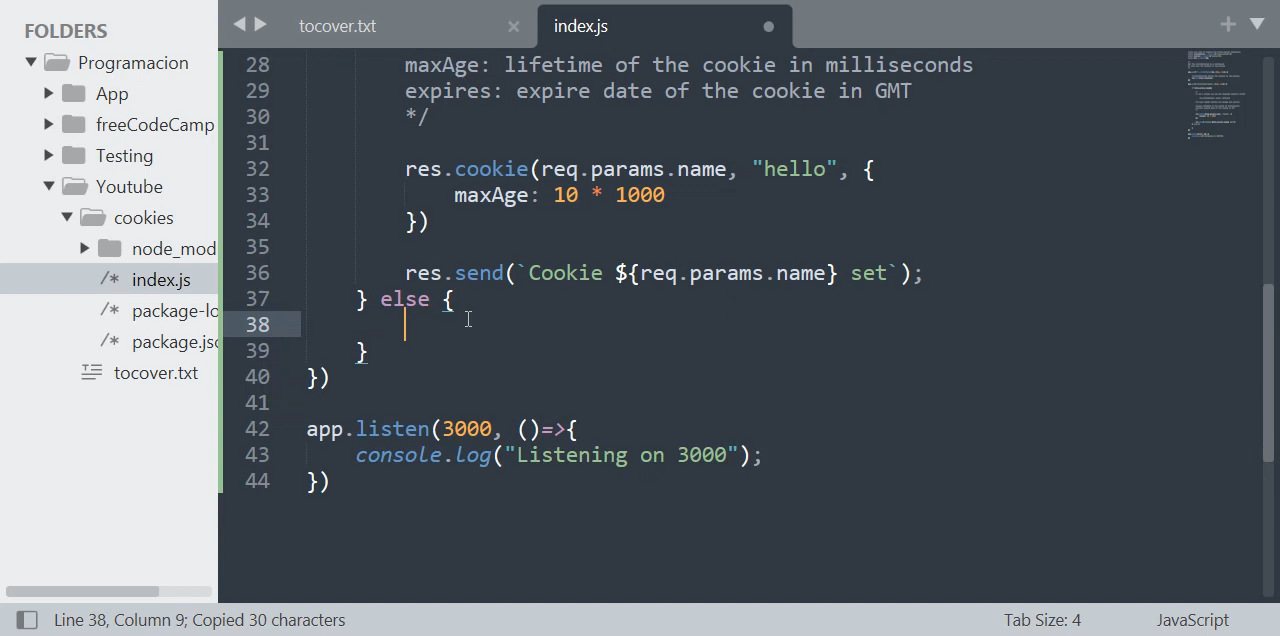 FOLDERS
Programacion
App
freeCodeCamp
Testing
Youtube
cookies
node_mod
/* index.js
/* package-lo
/* package.jso
tocover.txt
tocover.txt ×
index.js
28 maxAge: lifetime of the cookie in milliseconds
29 expires: expire date of the cookie in GMT
30 */
31
32 res.cookie(req.params.name, "hello", {
33 maxAge: 10 * 1000
34 })
35
36 res.send(`Cookie ${req.params.name} set`);
37 } else {
38
39 }
40 })
41
42 app.listen(3000, ()=>{
43 console.log("Listening on 3000");
44 })
Line 38, Column 9; Copied 30 characters
Tab Size: 4
JavaScript